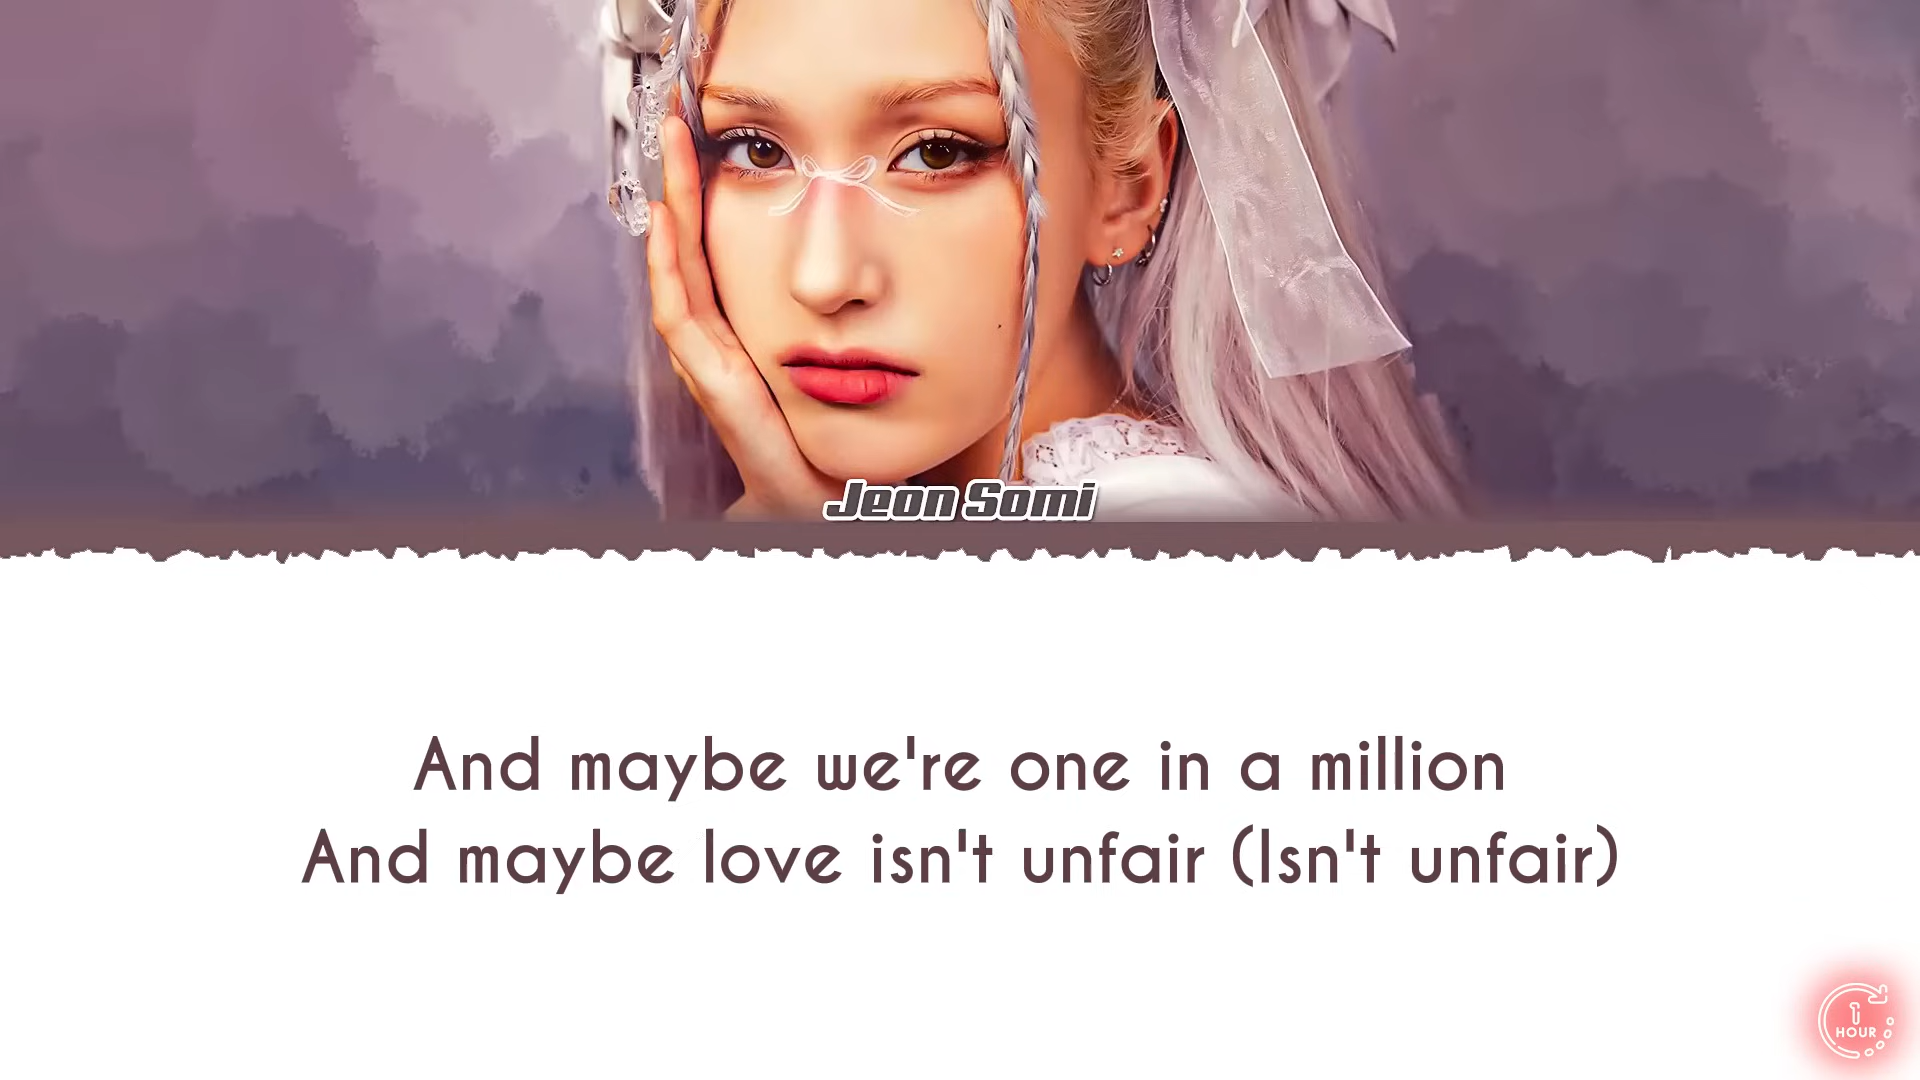 Jeon Somi
And maybe we're one in a million
And maybe love isn't unfair (Isn't unfair)
1
HOUR